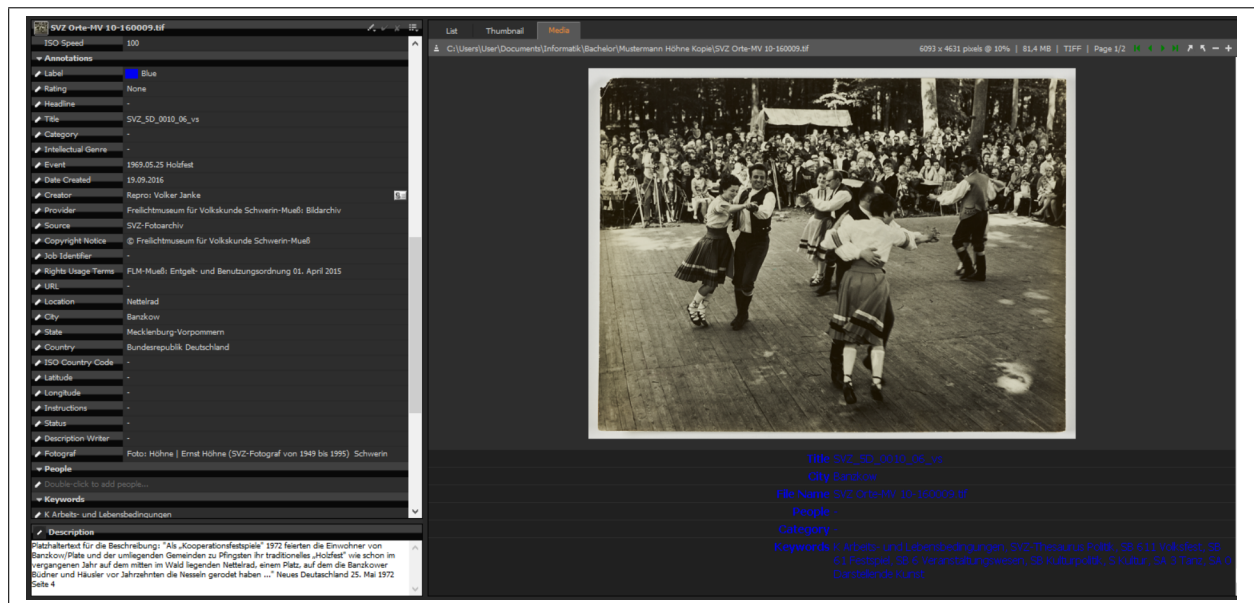 SVZ Orte-MV 10-160009.tif
ISO Speed 100
Annotations
Label Blue
Rating None
Headline -
Title SVZ_SD_0010_06_vs
Category -
Intellectual Genre -
Event 1969.05.25 Holzfest
Date Created 19.09.2016
Creator Repro: Volker Janke
Provider Freilichtmuseum für Volkskunde Schwerin-Mueß: Bildarchiv
Source SVZ-Fotoarchiv
Copyright Notice © Freilichtmuseum für Volkskunde Schwerin-Mueß
Job Identifier -
Rights Usage Terms FLM-Mueß: Entgelt- und Benutzungsordnung 01. April 2015
URL -
Location Nettelrad
City Banzkow
State Mecklenburg-Vorpommern
Country Bundesrepublik Deutschland
ISO Country Code -
Latitude -
Longitude -
Instructions -
Status -
Description Writer -
Fotograf Foto: Höhne | Ernst Höhne (SVZ-Fotograf von 1949 bis 1995) Schwerin
People
Double-click to add people...
Keywords
K Arbeits- und Lebensbedingungen
Description
Platzhaltertext für die Beschreibung: "Als „Kooperationsfestspiele" 1972 feierten die Einwohner von
Banzkow/Plate und der umliegenden Gemeinden zu Pfingsten ihr traditionelles „Holzfest" wie schon im
vergangenen Jahr auf dem mitten im Wald liegenden Nettelrad, einem Platz, auf dem die Banzkower
Büdner und Häusler vor Jahrzehnten die Nesseln gerodet haben ..." Neues Deutschland 25. Mai 1972
Seite 4
List Thumbnail Media
C:\Users\User\Documents\Informatik\Bachelor\Mustermann Höhne Kopie\SVZ Orte-MV 10-160009.tif 6093 x 4631 pixels @ 10% | 81,4 MB | TIFF | Page 1/2
Title SVZ_SD_0010_06_vs
City Banzkow
File Name SVZ Orte-MV 10-160009.tif
People
Category
Keywords K Arbeits- und Lebensbedingungen, SVZ